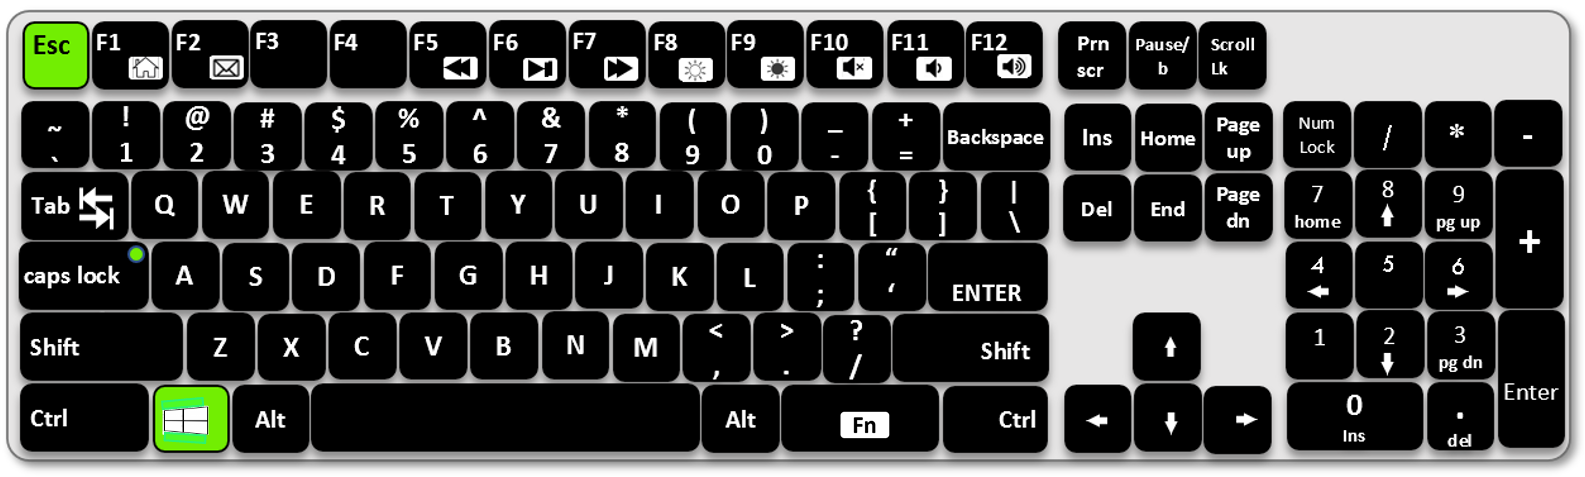 Esc F1 F2 F3 F4 F5 F6 F7 F8 F9 F10 F11 F12 Prn scr Pause/ b Scroll Lk
~ ` ! 1 @ 2 # 3 $ 4 % 5 ^ 6 & 7 * 8 ( 9 ) 0 _ - + = Backspace Ins Home Page up Num Lock / * -
Tab Q W E R T Y U I O P { [ } ] | \ Del End Page dn 7 home 8 9 pg up +
caps lock A S D F G H J K L : ; “ ‘ ENTER 4 5 6
Shift Z X C V B N M < , > . ? / Shift 1 2 3 pg dn Enter
Ctrl Alt Alt Fn Ctrl 0 Ins . del